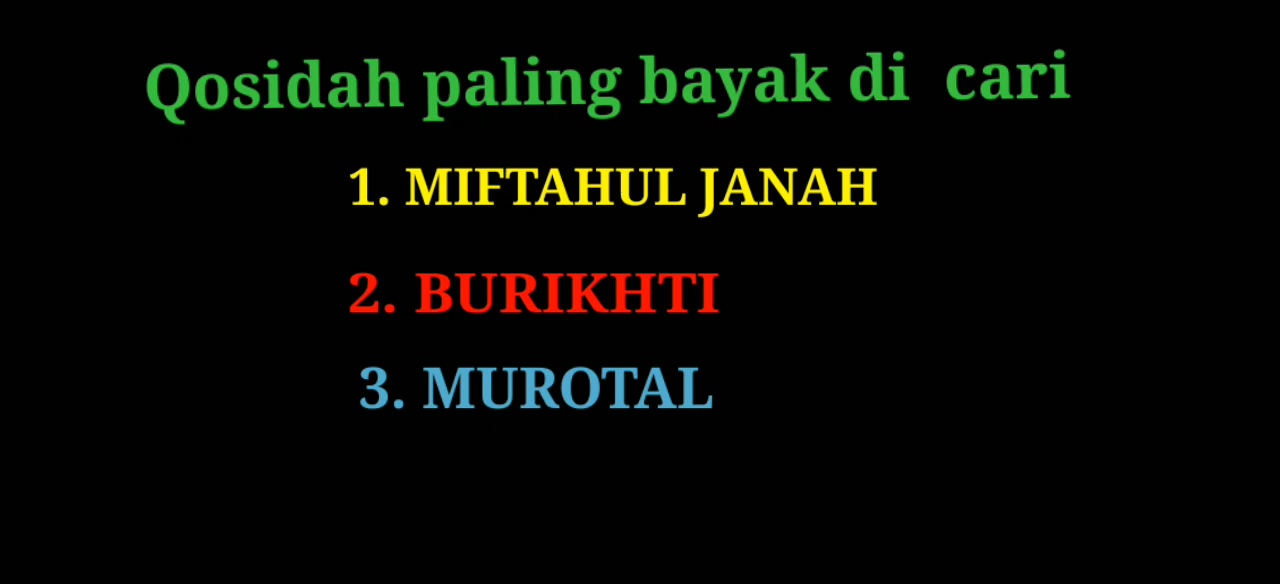 Qosidah paling bayak di cari
1. MIFTAHUL JANAH
2. BURIKHTI
3. MUROTAL